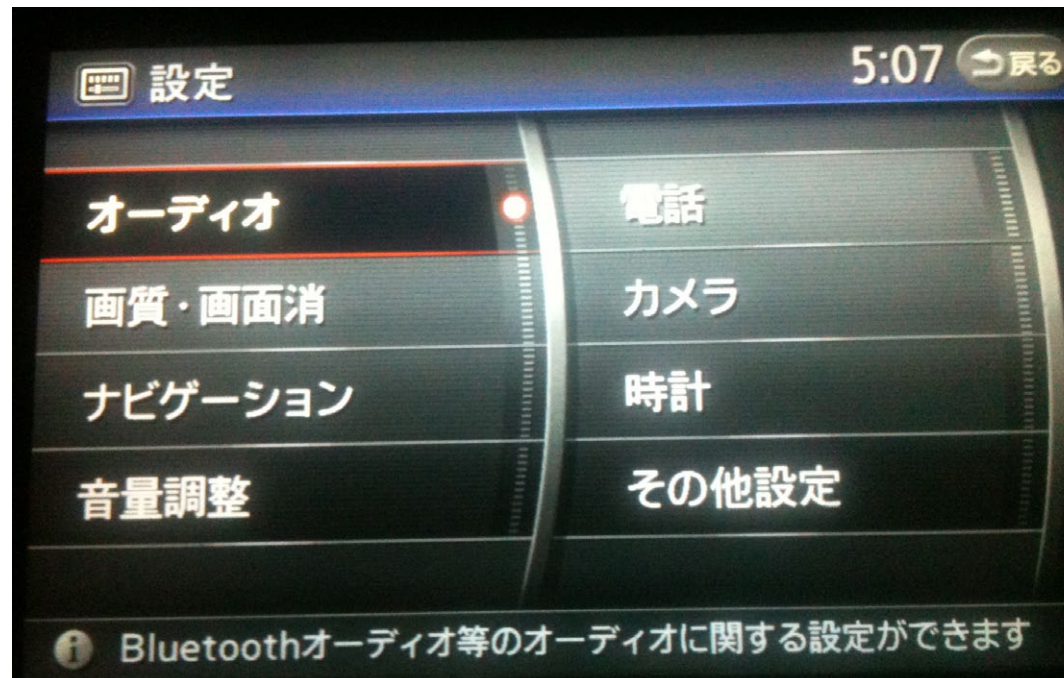 設定
5:07 戻る
オーディオ
画質・画面消
ナビゲーション
音量調整
電話
カメラ
時計
その他設定
Bluetoothオーディオ等のオーディオに関する設定ができます